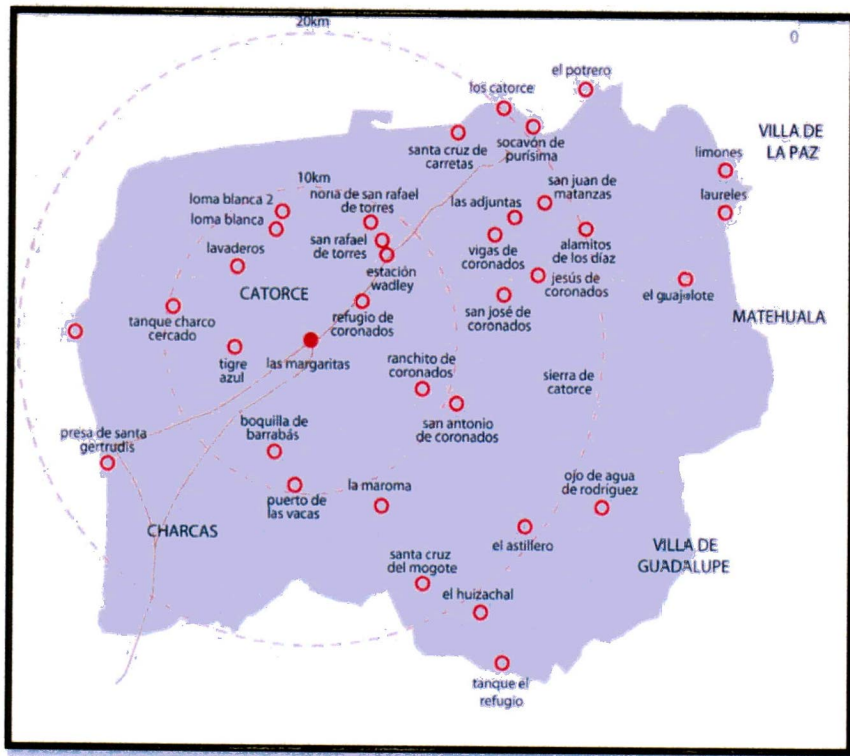 20km
0
el potrero
los catorce
VILLA DE
LA PAZ
santa cruz de
carretas
socavón de
purísima
limones
10km
noria de san rafael
de torres
san juan de
matanzas
loma blanca 2
loma blanca
las adjuntas
laureles
san rafael
de torres
lavaderos
vigas de
coronados
alamitos
de los díaz
estación
wadley
jesús de
coronados
el guajolote
CATORCE
refugio de
coronados
san josé de
coronados
tanque charco
cercado
MATEHUALA
tigre
azul
las margaritas
ranchito de
coronados
sierra de
catorce
san antonio
de coronados
boquilla de
barrabás
presa de santa
gertrudis
la maroma
ojo de agua
de rodríguez
puerto de
las vacas
CHARCAS
el astillero
VILLA DE
GUADALUPE
santa cruz
del mogote
el huizachal
tanque el
refugio